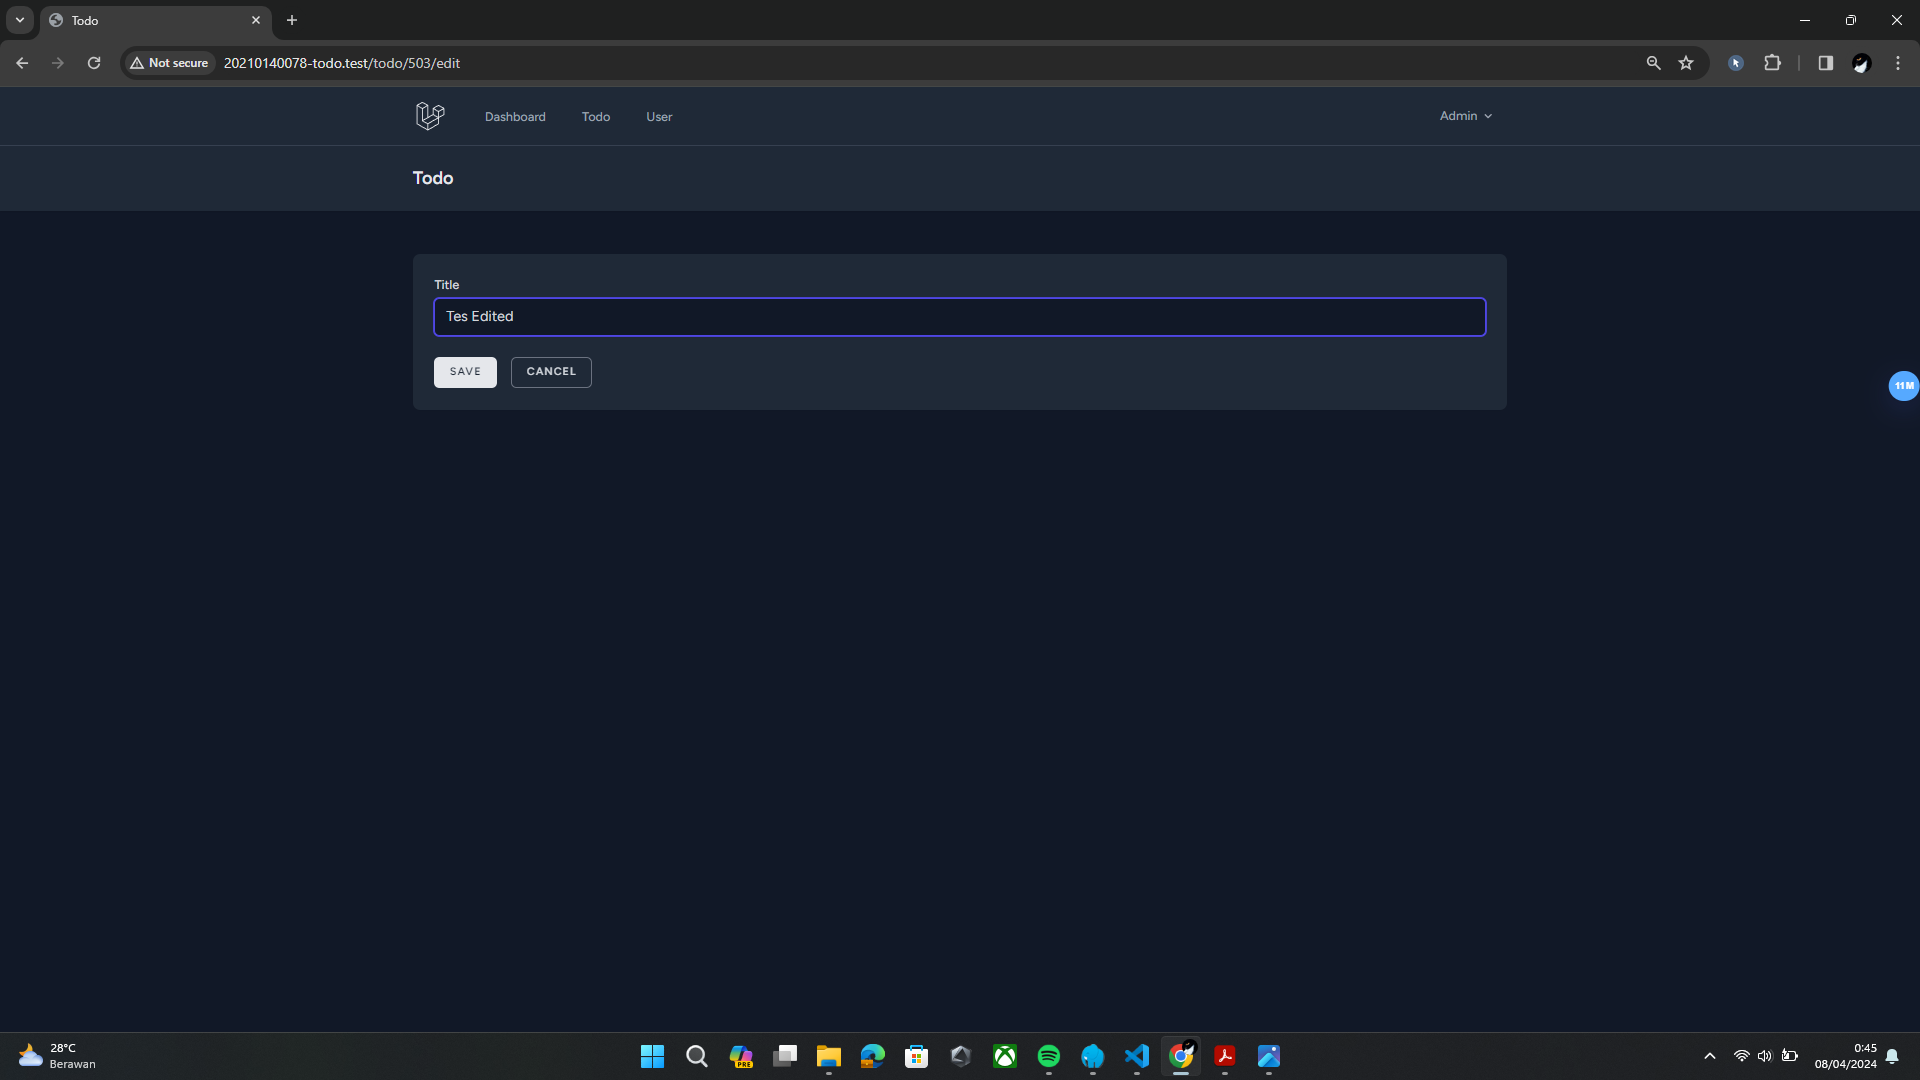 Todo
Not secure
20210140078-todo.test/todo/503/edit
Dashboard
Todo
User
Admin
Todo
Title
Tes Edited
SAVE
CANCEL
11M
28°C
Berawan
PRE
0:45
08/04/2024